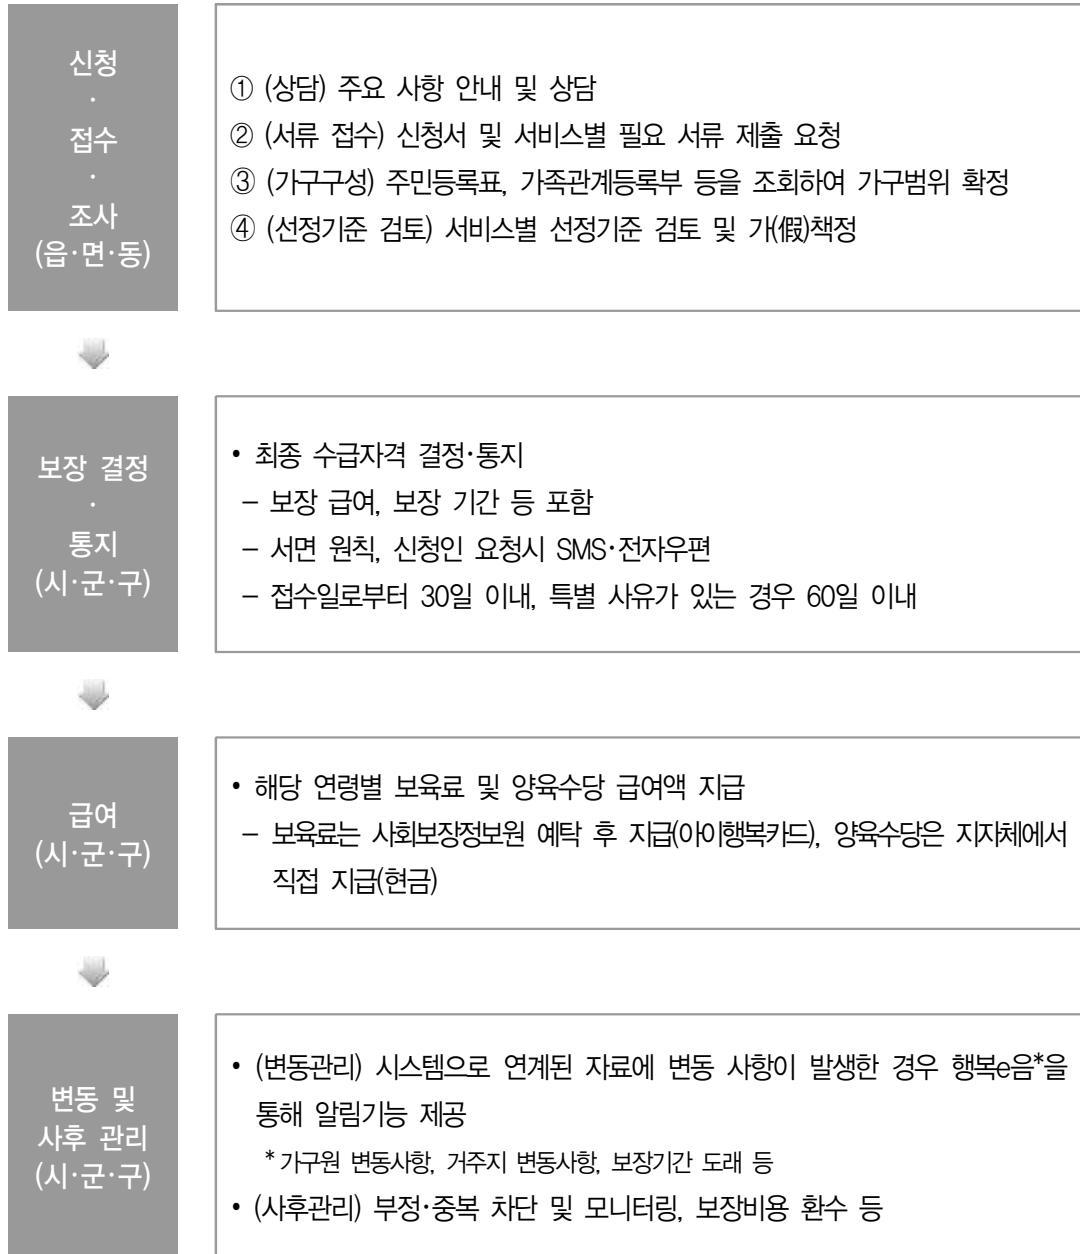 신청
·
접수
·
조사
(읍·면·동)
① (상담) 주요 사항 안내 및 상담
② (서류 접수) 신청서 및 서비스별 필요 서류 제출 요청
③ (가구구성) 주민등록표, 가족관계등록부 등을 조회하여 가구범위 확정
④ (선정기준 검토) 서비스별 선정기준 검토 및 가(假)책정
보장 결정
·
통지
(시·군·구)
• 최종 수급자격 결정·통지
– 보장 급여, 보장 기간 등 포함
– 서면 원칙, 신청인 요청시 SMS·전자우편
– 접수일로부터 30일 이내, 특별 사유가 있는 경우 60일 이내
급여
(시·군·구)
• 해당 연령별 보육료 및 양육수당 급여액 지급
– 보육료는 사회보장정보원 예탁 후 지급(아이행복카드), 양육수당은 지자체에서
직접 지급(현금)
변동 및
사후 관리
(시·군·구)
• (변동관리) 시스템으로 연계된 자료에 변동 사항이 발생한 경우 행복e음*을
통해 알림기능 제공
* 가구원 변동사항, 거주지 변동사항, 보장기간 도래 등
• (사후관리) 부정·중복 차단 및 모니터링, 보장비용 환수 등